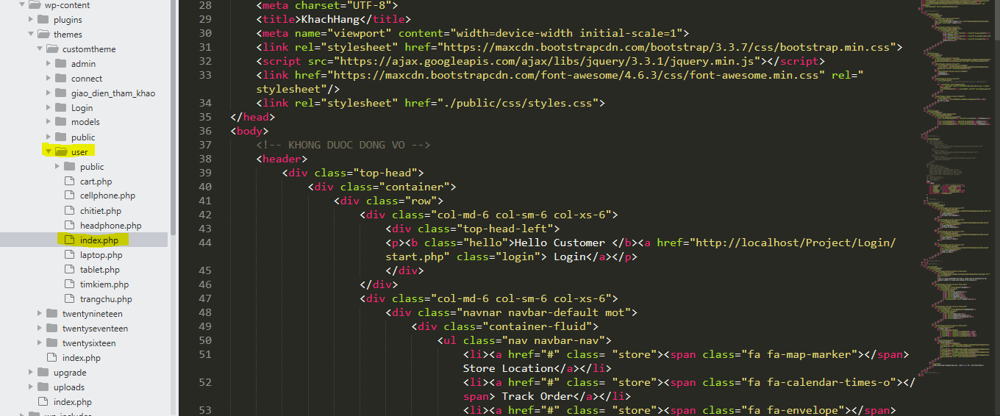 wp-content
plugins
themes
customtheme
admin
connect
giao_dien_tham_khao
Login
models
public
user
public
cart.php
cellphone.php
chitiet.php
headphone.php
index.php
laptop.php
tablet.php
timkiem.php
trangchu.php
twentynineteen
twentyseventeen
twentysixteen
index.php
upgrade
uploads
index.php
wp-includes
28 <meta charset="UTF-8">
29 <title>KhachHang</title>
30 <meta name="viewport" content="width=device-width initial-scale=1">
31 <link rel="stylesheet" href="https://maxcdn.bootstrapcdn.com/bootstrap/3.3.7/css/bootstrap.min.css">
32 <script src="https://ajax.googleapis.com/ajax/libs/jquery/3.3.1/jquery.min.js"></script>
33 <link href="https://maxcdn.bootstrapcdn.com/font-awesome/4.6.3/css/font-awesome.min.css" rel="
stylesheet"/>
34 <link rel="stylesheet" href="./public/css/styles.css">
35 </head>
36 <body>
37 <!-- KHONG DUOC DONG VO -->
38 <header>
39 <div class="top-head">
40 <div class="container">
41 <div class="row">
42 <div class="col-md-6 col-sm-6 col-xs-6">
43 <div class="top-head-left">
44 <p><b class="hello">Hello Customer </b><a href="http://localhost/Project/Login/
start.php" class="login"> Login</a></p>
45 </div>
46 </div>
47 <div class="col-md-6 col-sm-6 col-xs-6">
48 <div class="navnar navbar-default mot">
49 <div class="container-fluid">
50 <ul class="nav navbar-nav">
51 <li><a href="#" class= "store"><span class="fa fa-map-marker"></span>
Store Location</a></li>
52 <li><a href="#" class= "store"><span class="fa fa-calendar-times-o"></
span> Track Order</a></li>
53 <li><a href="#" class= "store"><span class="fa fa-envelope"></span>